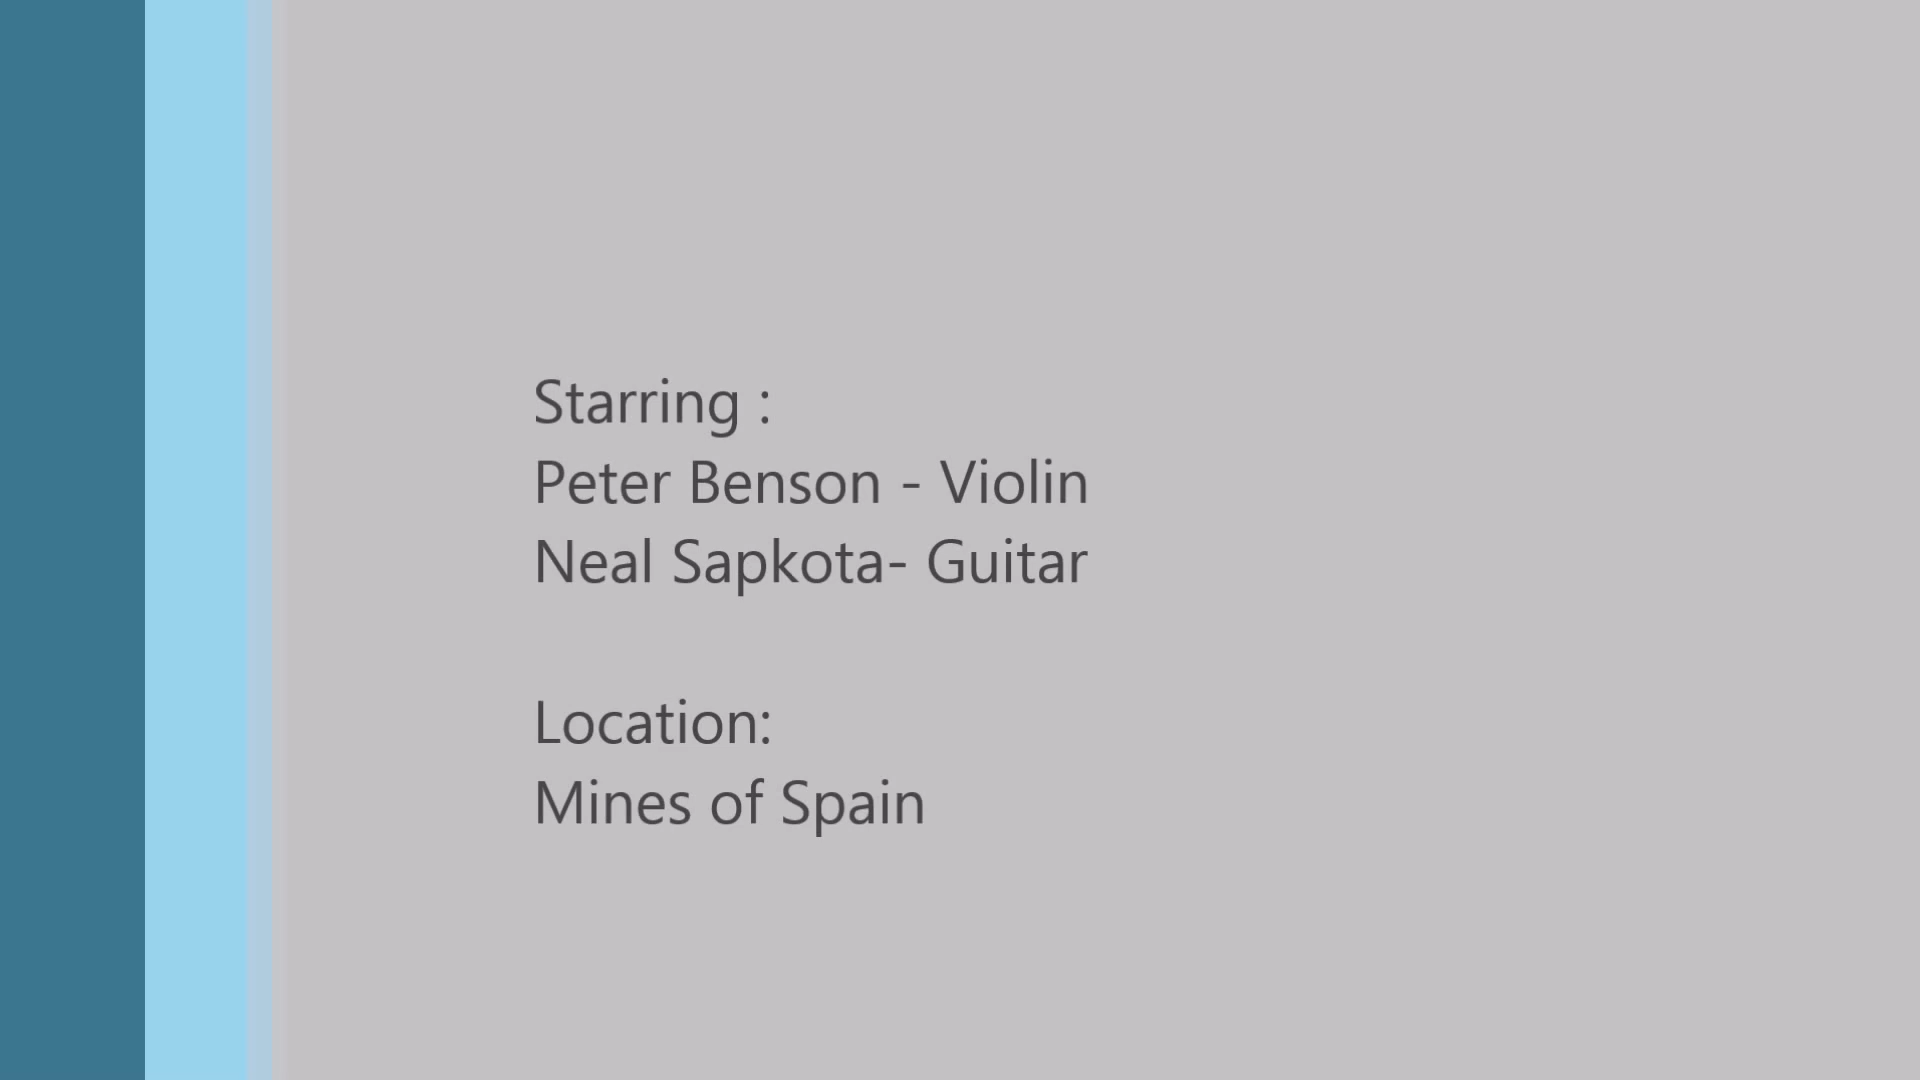 Starring :
Peter Benson - Violin
Neal Sapkota- Guitar
Location:
Mines of Spain